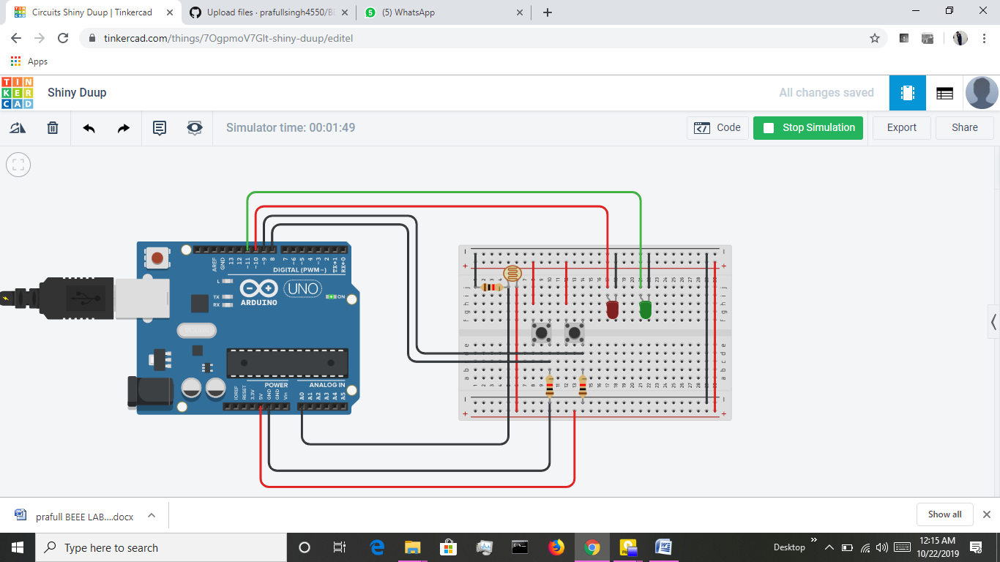 Circuits Shiny Duup | Tinkercad
Upload files · prafullsingh4550/BE
(5) WhatsApp
tinkercad.com/things/7OgpmoV7Glt-shiny-duup/editel
Apps
TIN
KER
CAD
Shiny Duup
All changes saved
Simulator time: 00:01:49
Code
Stop Simulation
Export
Share
AREF
GND
13
12
~11
~10
~9
8
7
~6
~5
4
~3
2
TX→1
RX←0
DIGITAL (PWM~)
L
TX
RX
ARDUINO
UNO
ON
IOREF
RESET
3.3V
5V
GND
GND
Vin
POWER
ANALOG IN
A0
A1
A2
A3
A4
A5
prafull BEEE LAB....docx
Show all
Type here to search
Desktop
12:15 AM
10/22/2019